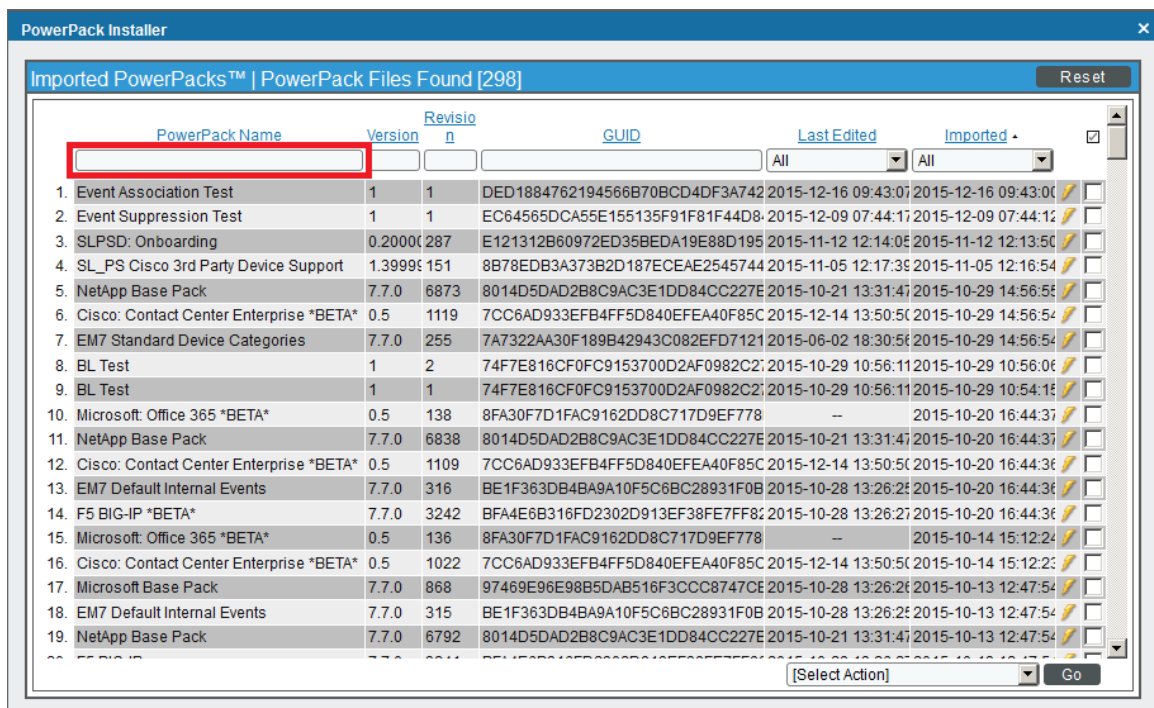 PowerPack Installer ×
Imported PowerPacks™ | PowerPack Files Found [298] Reset
PowerPack Name Version Revision GUID Last Edited Imported
All All
1. Event Association Test 1 1 DED1884762194566B70BCD4DF3A742 2015-12-16 09:43:07 2015-12-16 09:43:00
2. Event Suppression Test 1 1 EC64565DCA55E155135F91F81F44D8 2015-12-09 07:44:17 2015-12-09 07:44:12
3. SLPSD: Onboarding 0.2000 287 E121312B60972ED35BEDA19E88D195 2015-11-12 12:14:05 2015-11-12 12:13:50
4. SL_PS Cisco 3rd Party Device Support 1.3999 151 8B78EDB3A373B2D187ECEAE2545744 2015-11-05 12:17:39 2015-11-05 12:16:54
5. NetApp Base Pack 7.7.0 6873 8014D5DAD2B8C9AC3E1DD84CC227E 2015-10-21 13:31:47 2015-10-29 14:56:55
6. Cisco: Contact Center Enterprise *BETA* 0.5 1119 7CC6AD933EFB4FF5D840EFEA40F85C 2015-12-14 13:50:50 2015-10-29 14:56:54
7. EM7 Standard Device Categories 7.7.0 255 7A7322AA30F189B42943C082EFD7121 2015-06-02 18:30:56 2015-10-29 14:56:54
8. BL Test 1 2 74F7E816CF0FC9153700D2AF0982C2 2015-10-29 10:56:11 2015-10-29 10:56:06
9. BL Test 1 1 74F7E816CF0FC9153700D2AF0982C2 2015-10-29 10:56:11 2015-10-29 10:54:15
10. Microsoft: Office 365 *BETA* 0.5 138 8FA30F7D1FAC9162DD8C717D9EF778 -- 2015-10-20 16:44:37
11. NetApp Base Pack 7.7.0 6838 8014D5DAD2B8C9AC3E1DD84CC227E 2015-10-21 13:31:47 2015-10-20 16:44:37
12. Cisco: Contact Center Enterprise *BETA* 0.5 1109 7CC6AD933EFB4FF5D840EFEA40F85C 2015-12-14 13:50:50 2015-10-20 16:44:36
13. EM7 Default Internal Events 7.7.0 316 BE1F363DB4BA9A10F5C6BC28931F0B 2015-10-28 13:26:25 2015-10-20 16:44:36
14. F5 BIG-IP *BETA* 7.7.0 3242 BFA4E6B316FD2302D913EF38FE7FF82 2015-10-28 13:26:27 2015-10-20 16:44:36
15. Microsoft: Office 365 *BETA* 0.5 136 8FA30F7D1FAC9162DD8C717D9EF778 -- 2015-10-14 15:12:24
16. Cisco: Contact Center Enterprise *BETA* 0.5 1022 7CC6AD933EFB4FF5D840EFEA40F85C 2015-12-14 13:50:50 2015-10-14 15:12:23
17. Microsoft Base Pack 7.7.0 868 97469E96E98B5DAB516F3CCC8747CE 2015-10-28 13:26:26 2015-10-13 12:47:54
18. EM7 Default Internal Events 7.7.0 315 BE1F363DB4BA9A10F5C6BC28931F0B 2015-10-28 13:26:25 2015-10-13 12:47:54
19. NetApp Base Pack 7.7.0 6792 8014D5DAD2B8C9AC3E1DD84CC227E 2015-10-21 13:31:47 2015-10-13 12:47:54
[Select Action] Go